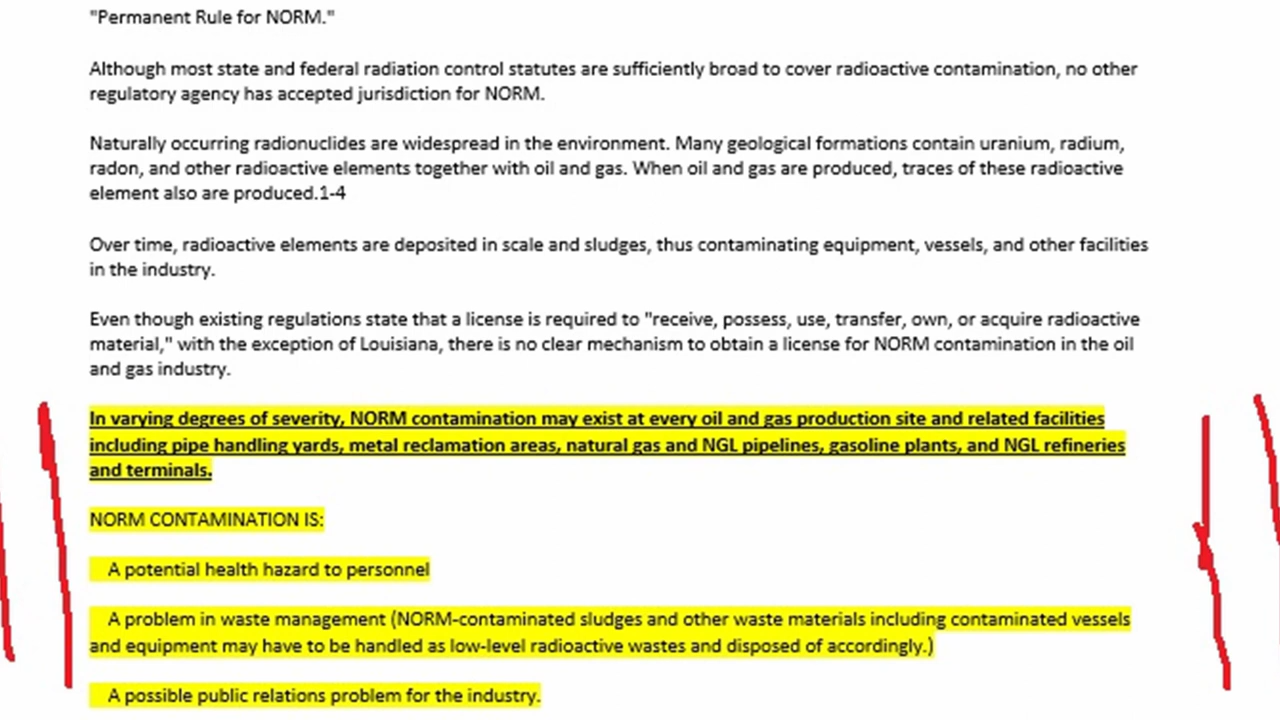 "Permanent Rule for NORM."
Although most state and federal radiation control statutes are sufficiently broad to cover radioactive contamination, no other
regulatory agency has accepted jurisdiction for NORM.
Naturally occurring radionuclides are widespread in the environment. Many geological formations contain uranium, radium,
radon, and other radioactive elements together with oil and gas. When oil and gas are produced, traces of these radioactive
element also are produced.1-4
Over time, radioactive elements are deposited in scale and sludges, thus contaminating equipment, vessels, and other facilities
in the industry.
Even though existing regulations state that a license is required to "receive, possess, use, transfer, own, or acquire radioactive
material," with the exception of Louisiana, there is no clear mechanism to obtain a license for NORM contamination in the oil
and gas industry.
In varying degrees of severity, NORM contamination may exist at every oil and gas production site and related facilities
including pipe handling yards, metal reclamation areas, natural gas and NGL pipelines, gasoline plants, and NGL refineries
and terminals.
NORM CONTAMINATION IS:
A potential health hazard to personnel
A problem in waste management (NORM-contaminated sludges and other waste materials including contaminated vessels
and equipment may have to be handled as low-level radioactive wastes and disposed of accordingly.)
A possible public relations problem for the industry.